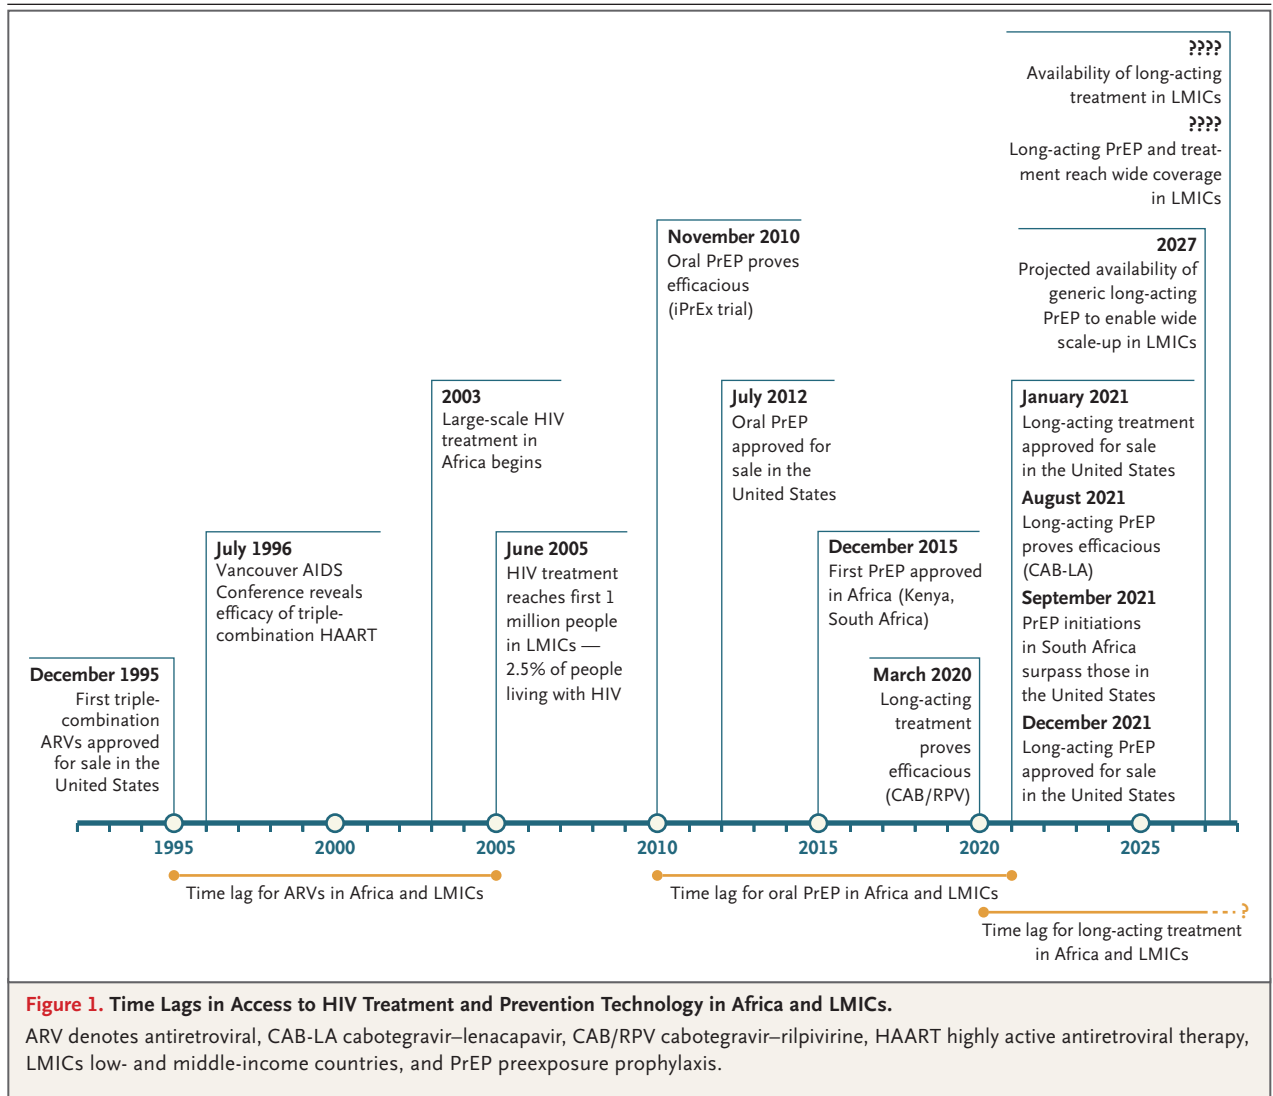 ????
Availability of long-acting
treatment in LMICs
????
Long-acting PrEP and treat-
ment reach wide coverage
in LMICs
November 2010
Oral PrEP proves
efficacious
(iPrEx trial)
2027
Projected availability of
generic long-acting
PrEP to enable wide
scale-up in LMICs
2003
Large-scale HIV
treatment in
Africa begins
July 2012
Oral PrEP
approved for
sale in the
United States
January 2021
Long-acting treatment
approved for sale
in the United States
August 2021
Long-acting PrEP
proves efficacious
(CAB-LA)
September 2021
PrEP initiations
in South Africa
surpass those in
the United States
December 2021
Long-acting PrEP
approved for sale
in the United States
July 1996
Vancouver AIDS
Conference reveals
efficacy of triple-
combination HAART
June 2005
HIV treatment
reaches first 1
million people
in LMICs —
2.5% of people
living with HIV
December 2015
First PrEP approved
in Africa (Kenya,
South Africa)
December 1995
First triple-
combination
ARVs approved
for sale in the
United States
March 2020
Long-acting
treatment
proves
efficacious
(CAB/RPV)
1995 2000 2005 2010 2015 2020 2025
Time lag for ARVs in Africa and LMICs
Time lag for oral PrEP in Africa and LMICs
?
Time lag for long-acting treatment
in Africa and LMICs
Figure 1. Time Lags in Access to HIV Treatment and Prevention Technology in Africa and LMICs.
ARV denotes antiretroviral, CAB-LA cabotegravir–lenacapavir, CAB/RPV cabotegravir–rilpivirine, HAART highly active antiretroviral therapy,
LMICs low- and middle-income countries, and PrEP preexposure prophylaxis.